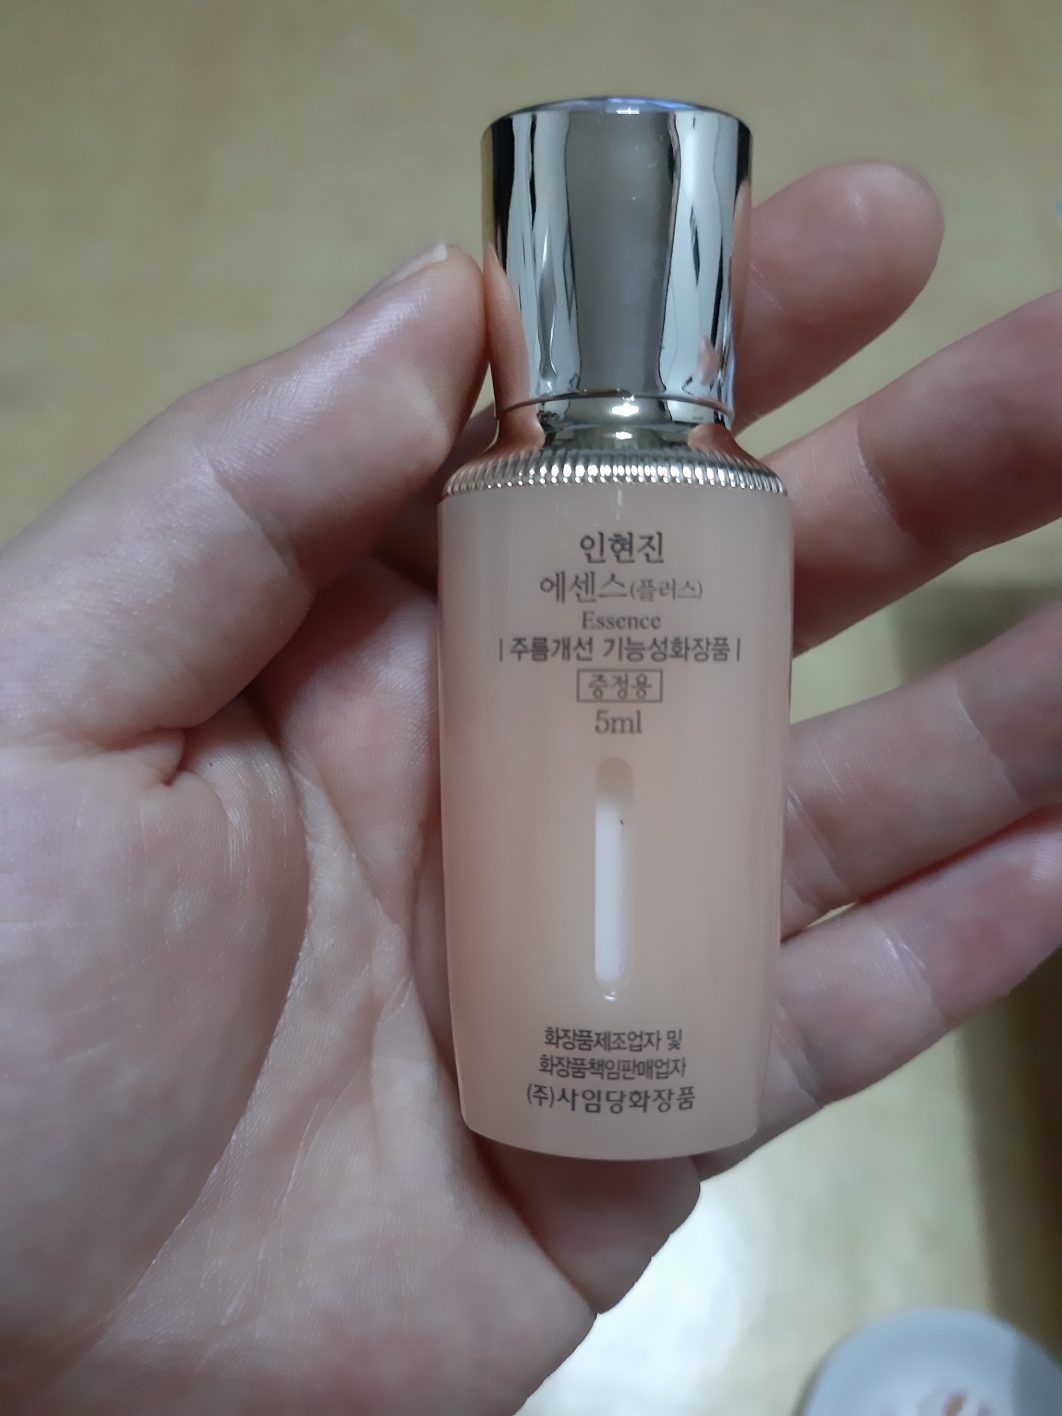 인현진
에센스(플러스)
Essence
| 주름개선 기능성화장품 |
증정용
5ml
화장품제조업자 및
화장품책임판매업자
(주)사임당화장품